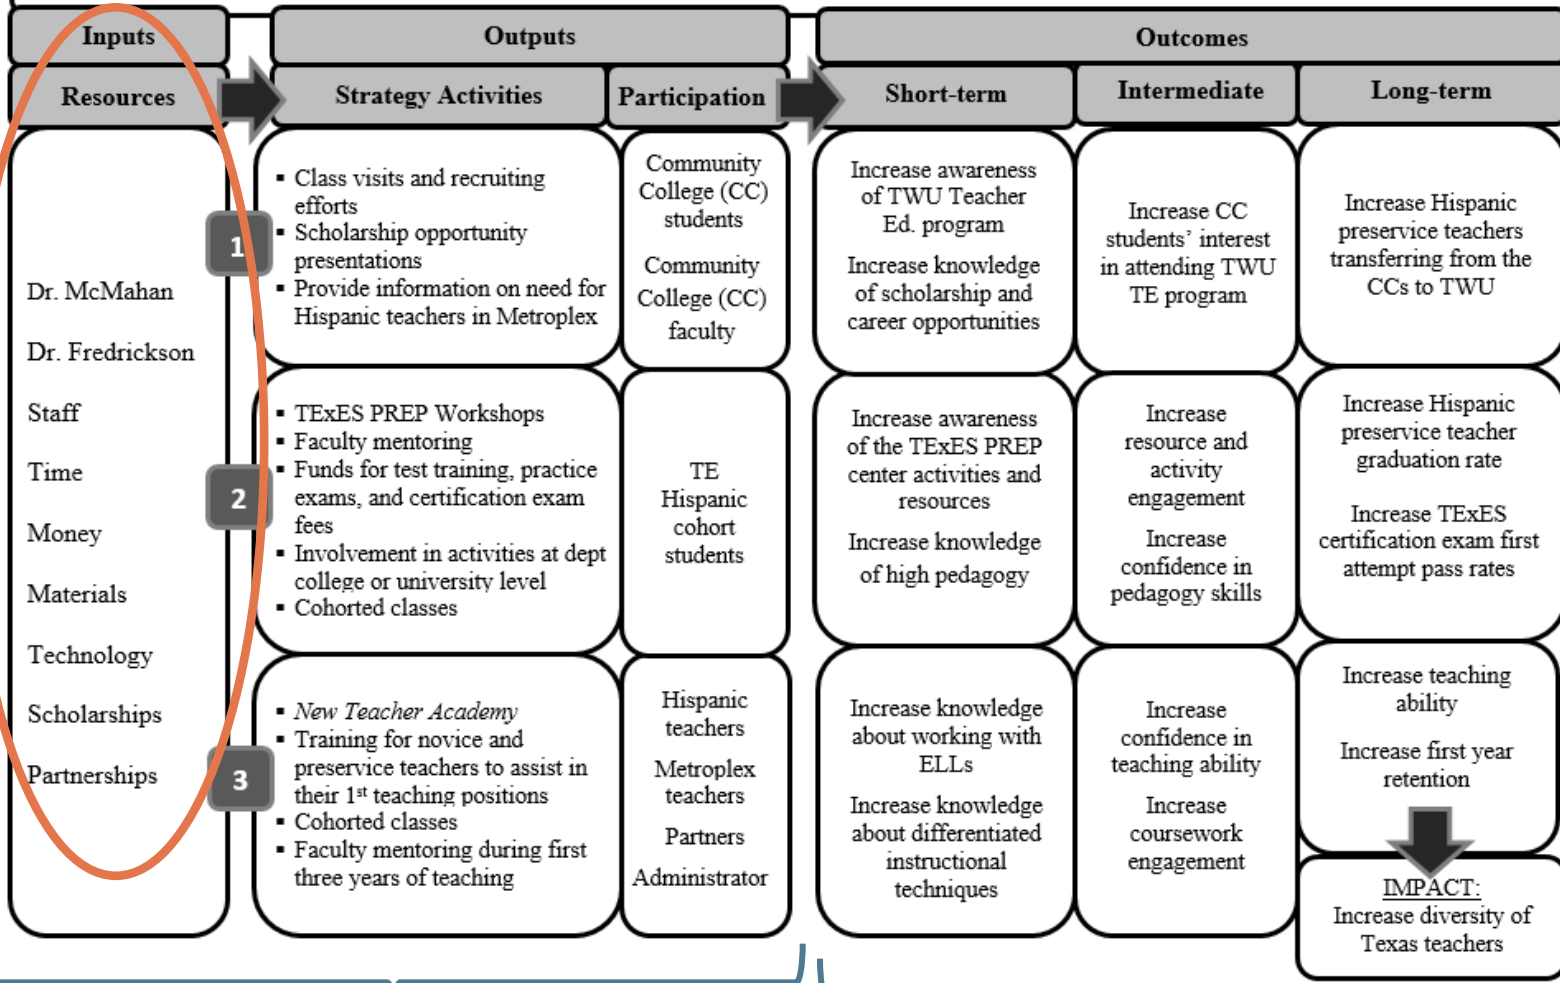 Inputs
Outputs
Outcomes
Resources
Strategy Activities
Participation
Short-term
Intermediate
Long-term
Dr. McMahan
Dr. Fredrickson
Staff
Time
Money
Materials
Technology
Scholarships
Partnerships
1
▪ Class visits and recruiting
efforts
▪ Scholarship opportunity
presentations
▪ Provide information on need for
Hispanic teachers in Metroplex
Community
College (CC)
students
Community
College (CC)
faculty
Increase awareness
of TWU Teacher
Ed. program
Increase knowledge
of scholarship and
career opportunities
Increase CC
students’ interest
in attending TWU
TE program
Increase Hispanic
preservice teachers
transferring from the
CCs to TWU
2
▪ TExES PREP Workshops
▪ Faculty mentoring
▪ Funds for test training, practice
exams, and certification exam
fees
▪ Involvement in activities at dept
college or university level
▪ Cohorted classes
TE
Hispanic
cohort
students
Increase awareness
of the TExES PREP
center activities and
resources
Increase knowledge
of high pedagogy
Increase
resource and
activity
engagement
Increase
confidence in
pedagogy skills
Increase Hispanic
preservice teacher
graduation rate
Increase TExES
certification exam first
attempt pass rates
3
▪ New Teacher Academy
▪ Training for novice and
preservice teachers to assist in
their 1st teaching positions
▪ Cohorted classes
▪ Faculty mentoring during first
three years of teaching
Hispanic
teachers
Metroplex
teachers
Partners
Administrator
Increase knowledge
about working with
ELLs
Increase knowledge
about differentiated
instructional
techniques
Increase
confidence in
teaching ability
Increase
coursework
engagement
Increase teaching
ability
Increase first year
retention
IMPACT:
Increase diversity of
Texas teachers